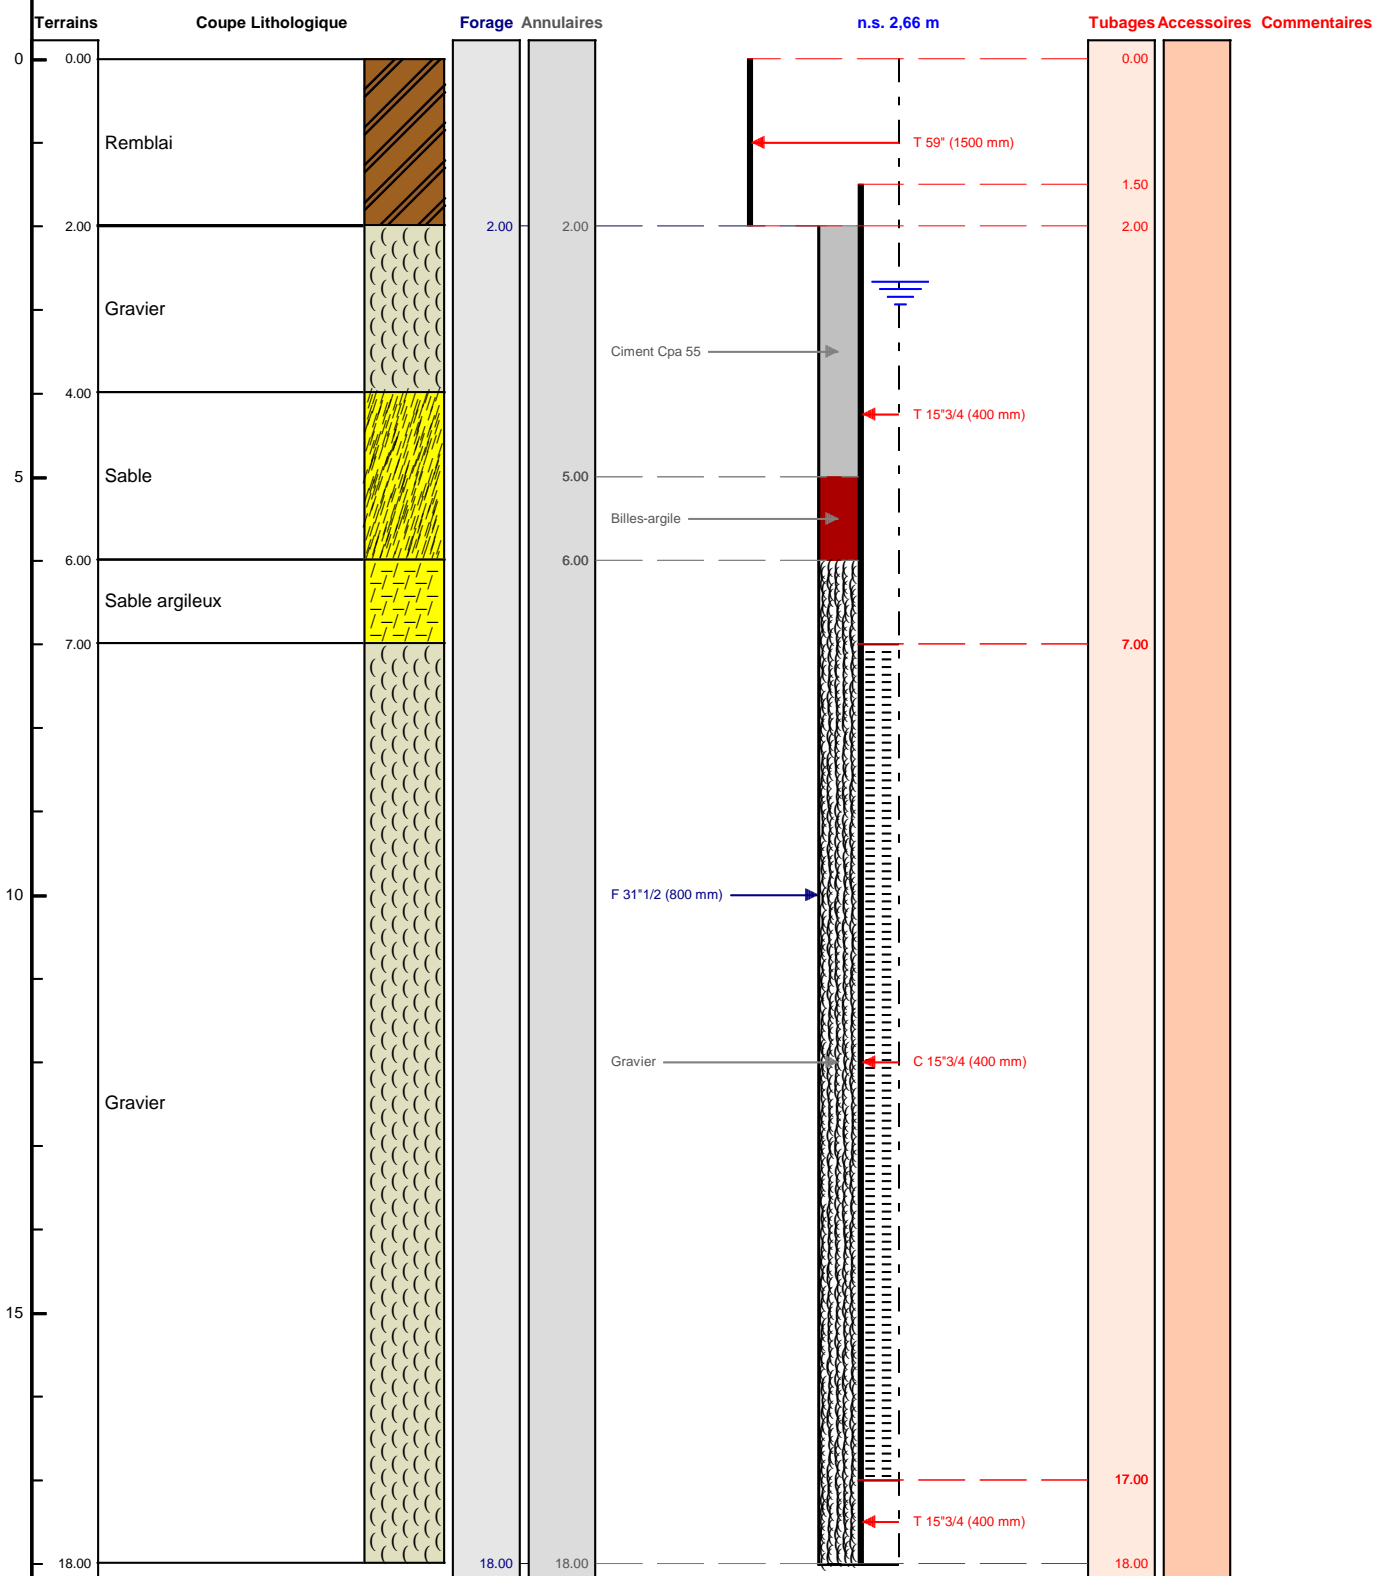 Terrains Coupe Lithologique Forage Annulaires n.s. 2,66 m Tubages Accessoires Commentaires
0 0.00 0.00
Remblai T 59" (1500 mm)
1.50
2.00 2.00 2.00 2.00
Gravier
Ciment Cpa 55
4.00
T 15"3/4 (400 mm)
5 Sable 5.00
Billes-argile
6.00 6.00
Sable argileux
7.00 7.00
10 F 31"1/2 (800 mm)
Gravier C 15"3/4 (400 mm)
Gravier
15
17.00
T 15"3/4 (400 mm)
18.00 18.00 18.00 18.00